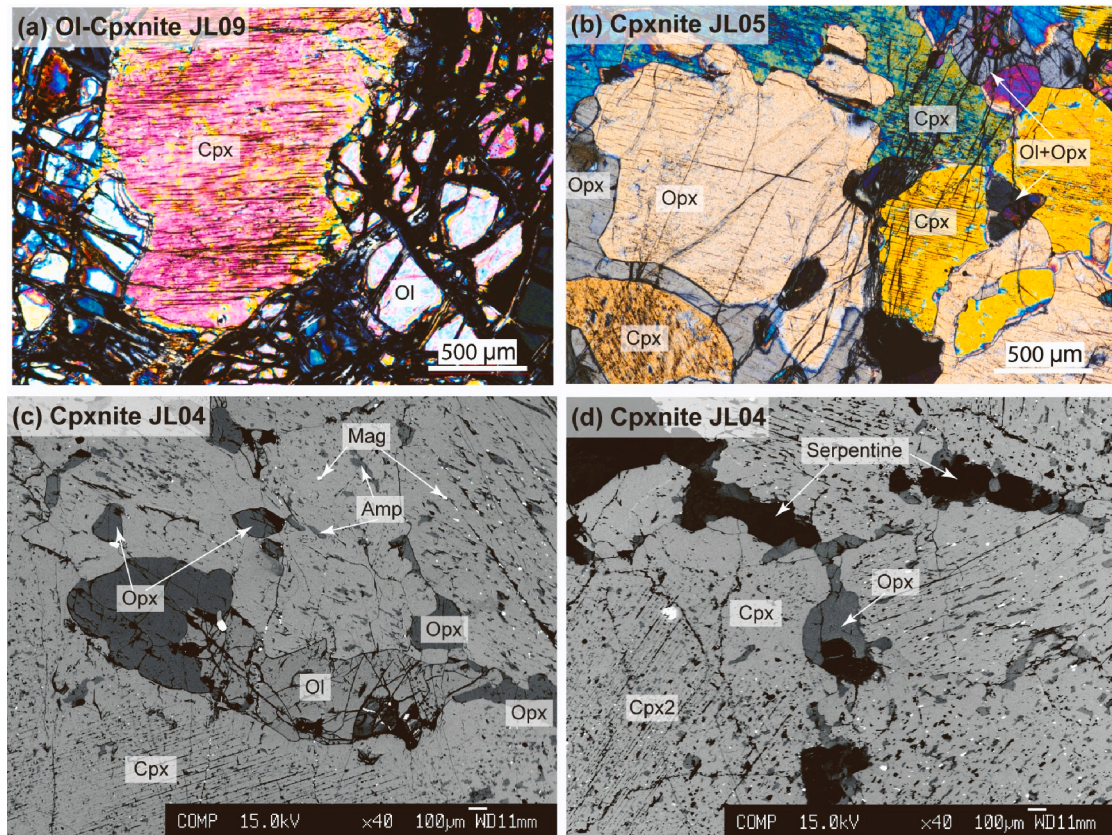 (a) Ol-Cpxnite JL09
Cpx
Ol
500 µm
(b) Cpxnite JL05
Cpx
Ol+Opx
Opx
Opx
Cpx
Cpx
500 µm
(c) Cpxnite JL04
Mag
Amp
Opx
Opx
Ol
Opx
Cpx
COMP 15.0kV ×40 100µm WD11mm
(d) Cpxnite JL04
Serpentine
Opx
Cpx
Cpx2
COMP 15.0kV ×40 100µm WD11mm